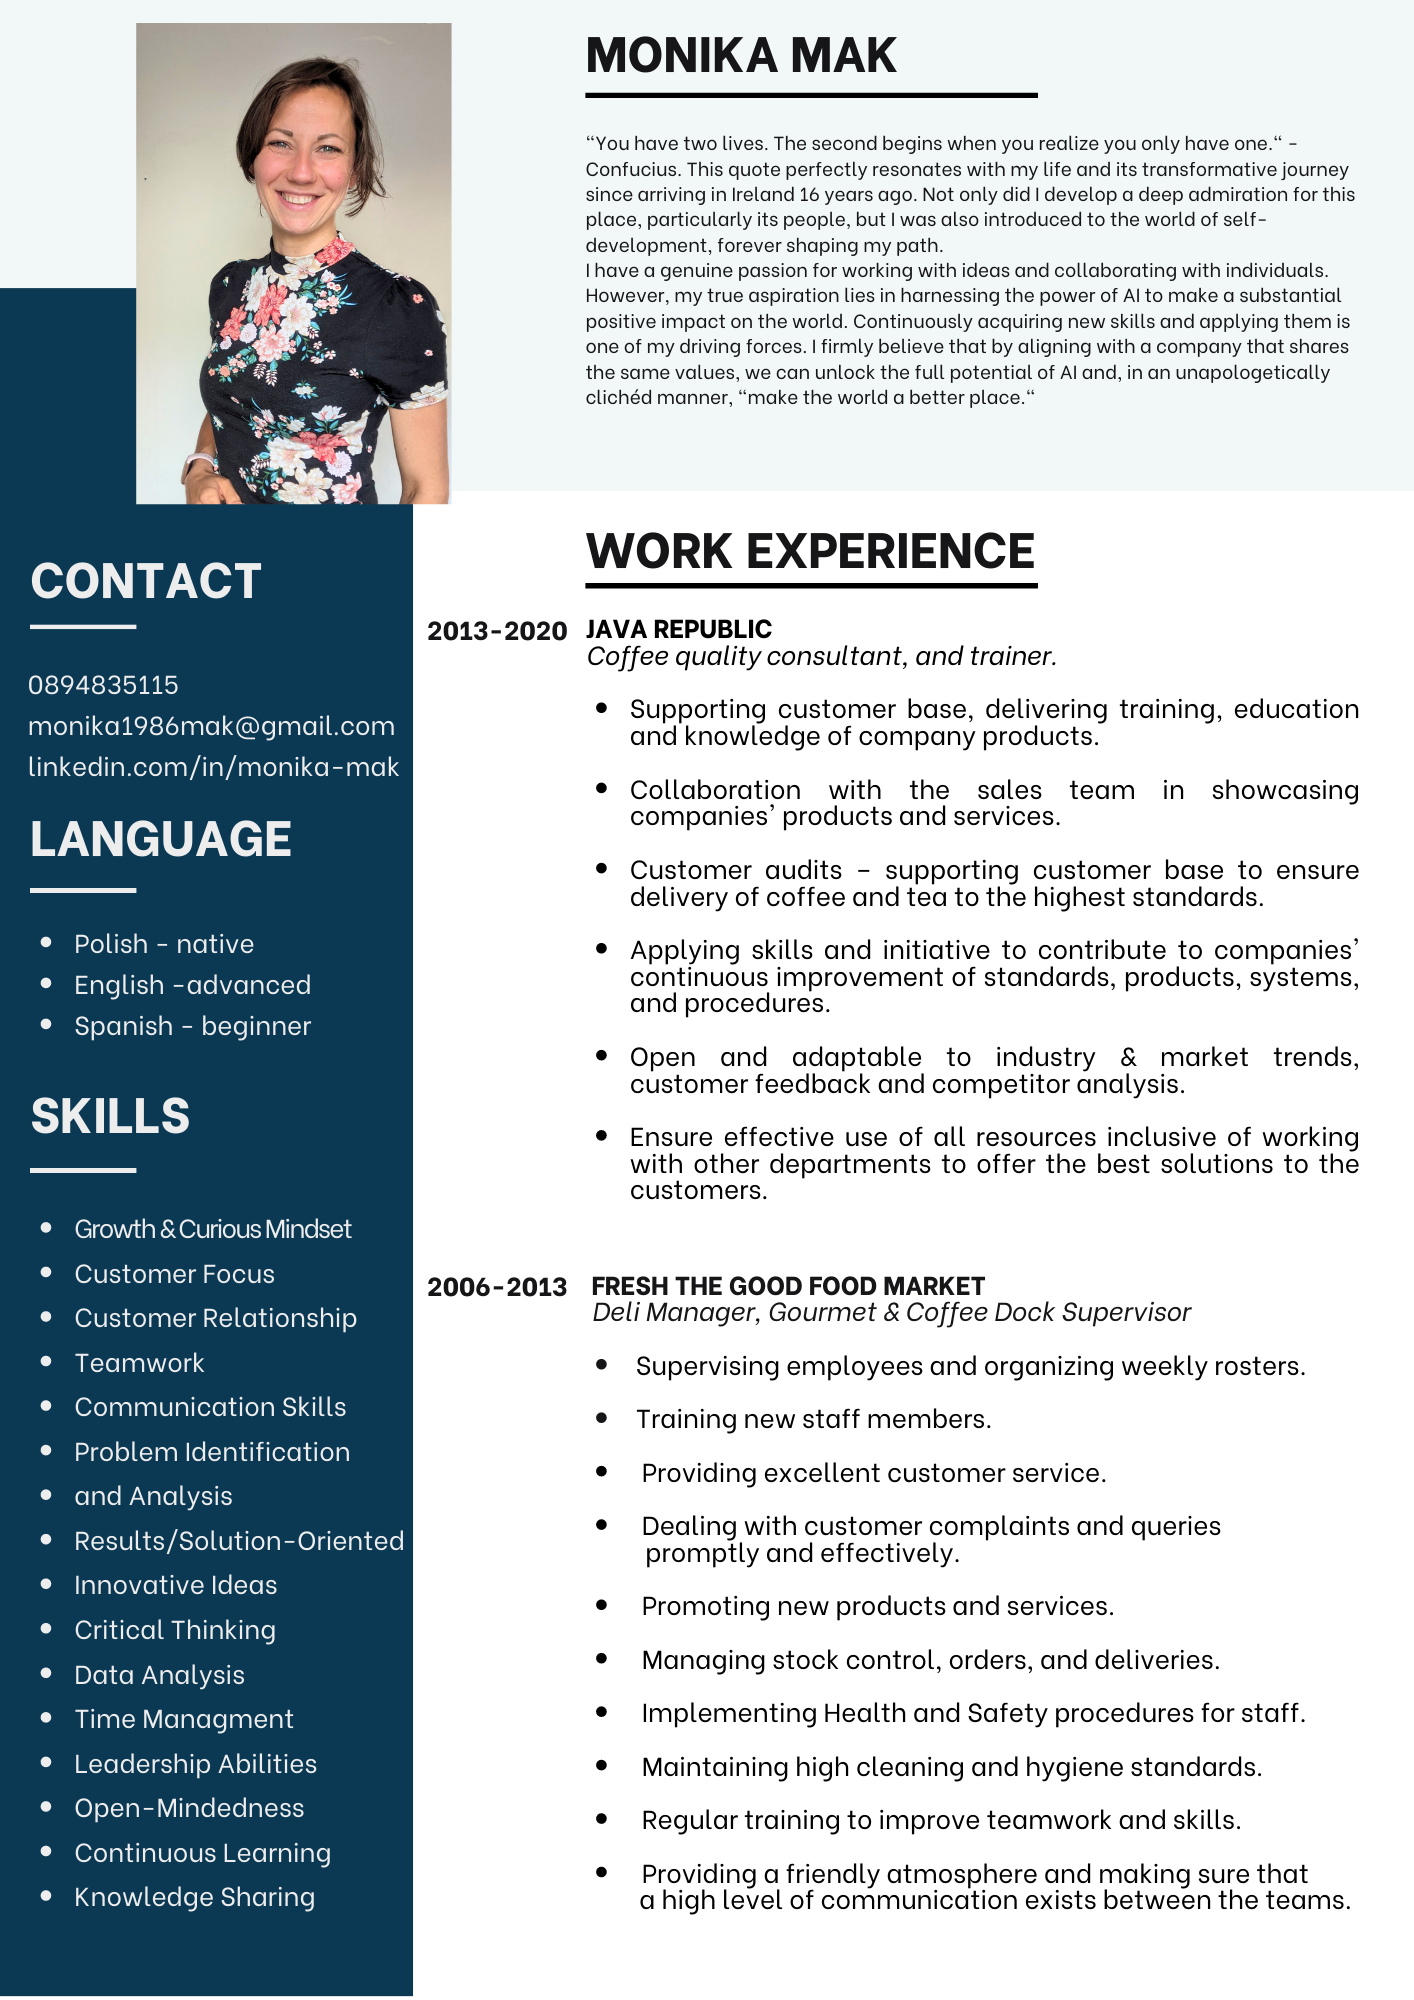 MONIKA MAK
“You have two lives. The second begins when you realize you only have one.“ -
Confucius. This quote perfectly resonates with my life and its transformative journey
since arriving in Ireland 16 years ago. Not only did I develop a deep admiration for this
place, particularly its people, but I was also introduced to the world of self-
development, forever shaping my path.
I have a genuine passion for working with ideas and collaborating with individuals.
However, my true aspiration lies in harnessing the power of AI to make a substantial
positive impact on the world. Continuously acquiring new skills and applying them is
one of my driving forces. I firmly believe that by aligning with a company that shares
the same values, we can unlock the full potential of AI and, in an unapologetically
clichéd manner, “make the world a better place.“
CONTACT
0894835115
monika1986mak@gmail.com
linkedin.com/in/monika-mak
LANGUAGE
• Polish - native
• English -advanced
• Spanish - beginner
SKILLS
• Growth & Curious Mindset
• Customer Focus
• Customer Relationship
• Teamwork
• Communication Skills
• Problem Identification
• and Analysis
• Results/Solution-Oriented
• Innovative Ideas
• Critical Thinking
• Data Analysis
• Time Managment
• Leadership Abilities
• Open-Mindedness
• Continuous Learning
• Knowledge Sharing
WORK EXPERIENCE
2013-2020 JAVA REPUBLIC
Coffee quality consultant, and trainer.
• Supporting customer base, delivering training, education
and knowledge of company products.
• Collaboration with the sales team in showcasing
companies’ products and services.
• Customer audits – supporting customer base to ensure
delivery of coffee and tea to the highest standards.
• Applying skills and initiative to contribute to companies’
continuous improvement of standards, products, systems,
and procedures.
• Open and adaptable to industry & market trends,
customer feedback and competitor analysis.
• Ensure effective use of all resources inclusive of working
with other departments to offer the best solutions to the
customers.
2006-2013 FRESH THE GOOD FOOD MARKET
Deli Manager, Gourmet & Coffee Dock Supervisor
• Supervising employees and organizing weekly rosters.
• Training new staff members.
• Providing excellent customer service.
• Dealing with customer complaints and queries
promptly and effectively.
• Promoting new products and services.
• Managing stock control, orders, and deliveries.
• Implementing Health and Safety procedures for staff.
• Maintaining high cleaning and hygiene standards.
• Regular training to improve teamwork and skills.
• Providing a friendly atmosphere and making sure that
a high level of communication exists between the teams.